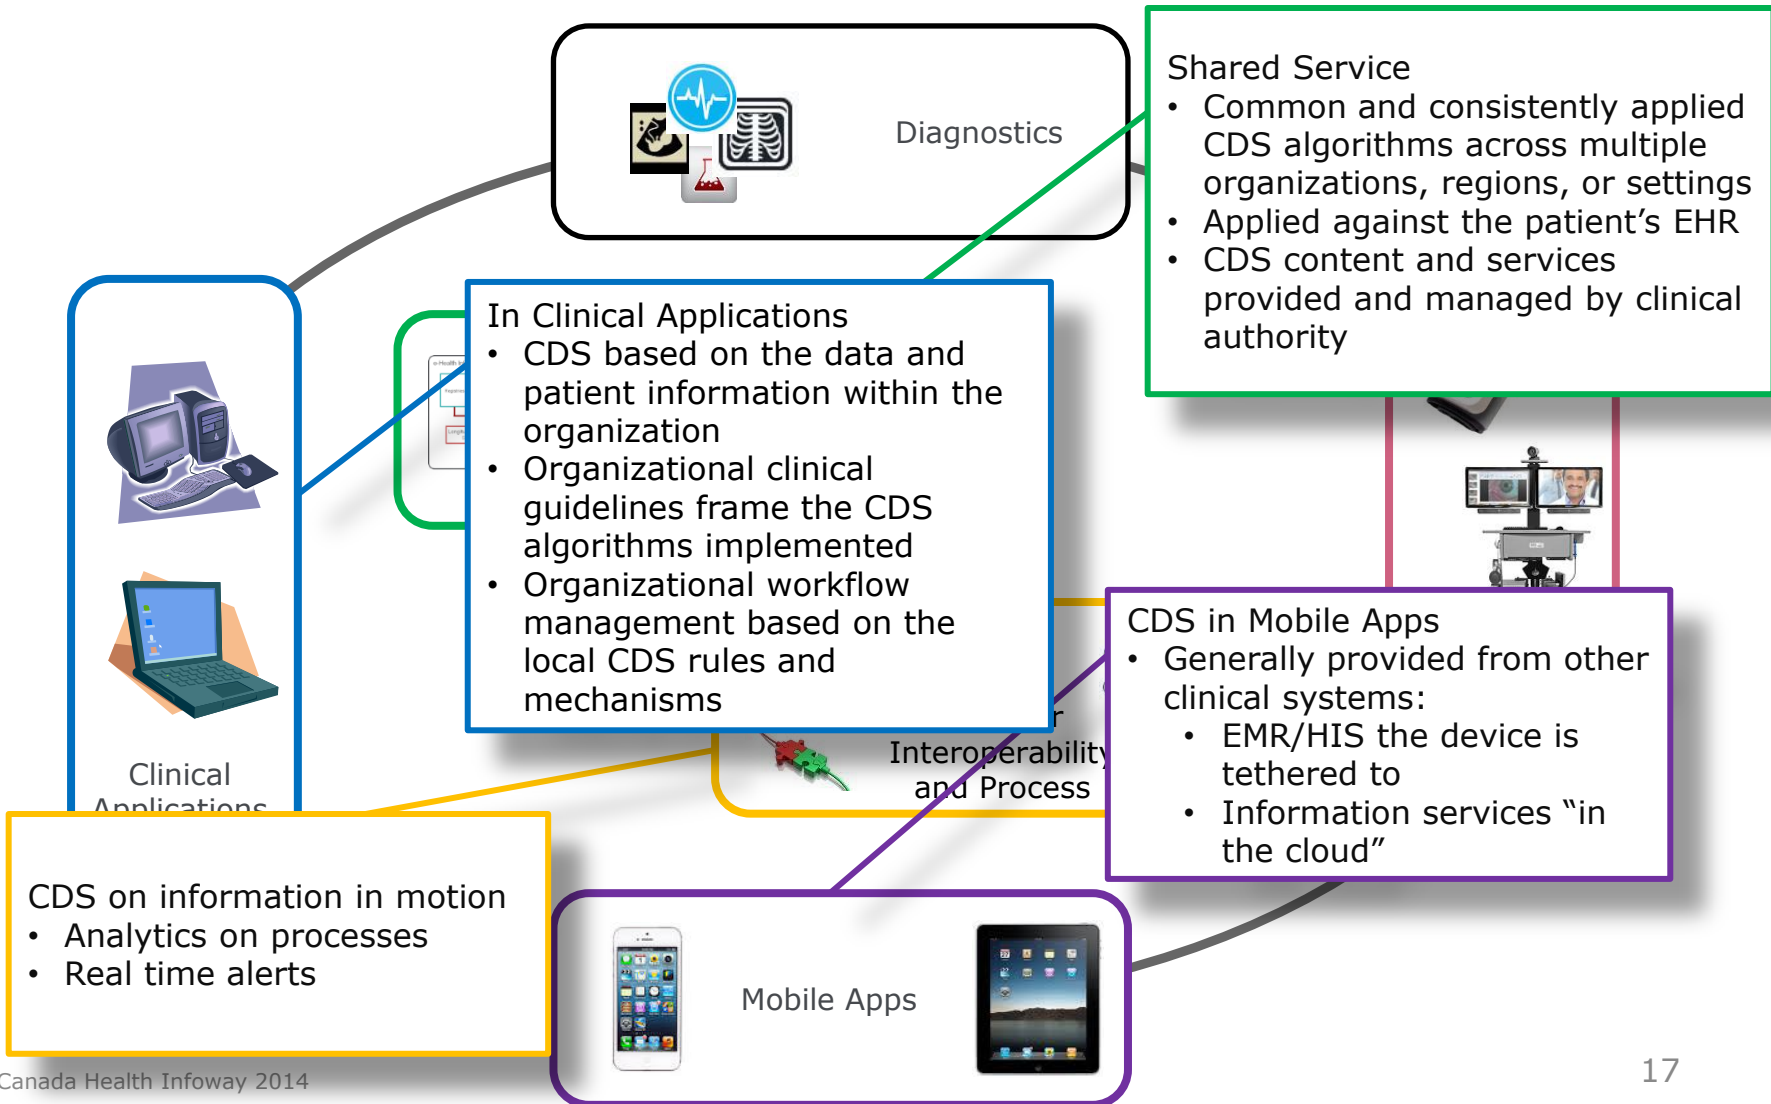 Diagnostics
Shared Service
• Common and consistently applied
CDS algorithms across multiple
organizations, regions, or settings
• Applied against the patient’s EHR
• CDS content and services
provided and managed by clinical
authority
In Clinical Applications
• CDS based on the data and
patient information within the
organization
• Organizational clinical
guidelines frame the CDS
algorithms implemented
• Organizational workflow
management based on the
local CDS rules and
mechanisms
CDS in Mobile Apps
• Generally provided from other
clinical systems:
• EMR/HIS the device is
tethered to
• Information services “in
the cloud”
Interoperability
and Process
Clinical
Applications
CDS on information in motion
• Analytics on processes
• Real time alerts
Mobile Apps
Canada Health Infoway 2014
17